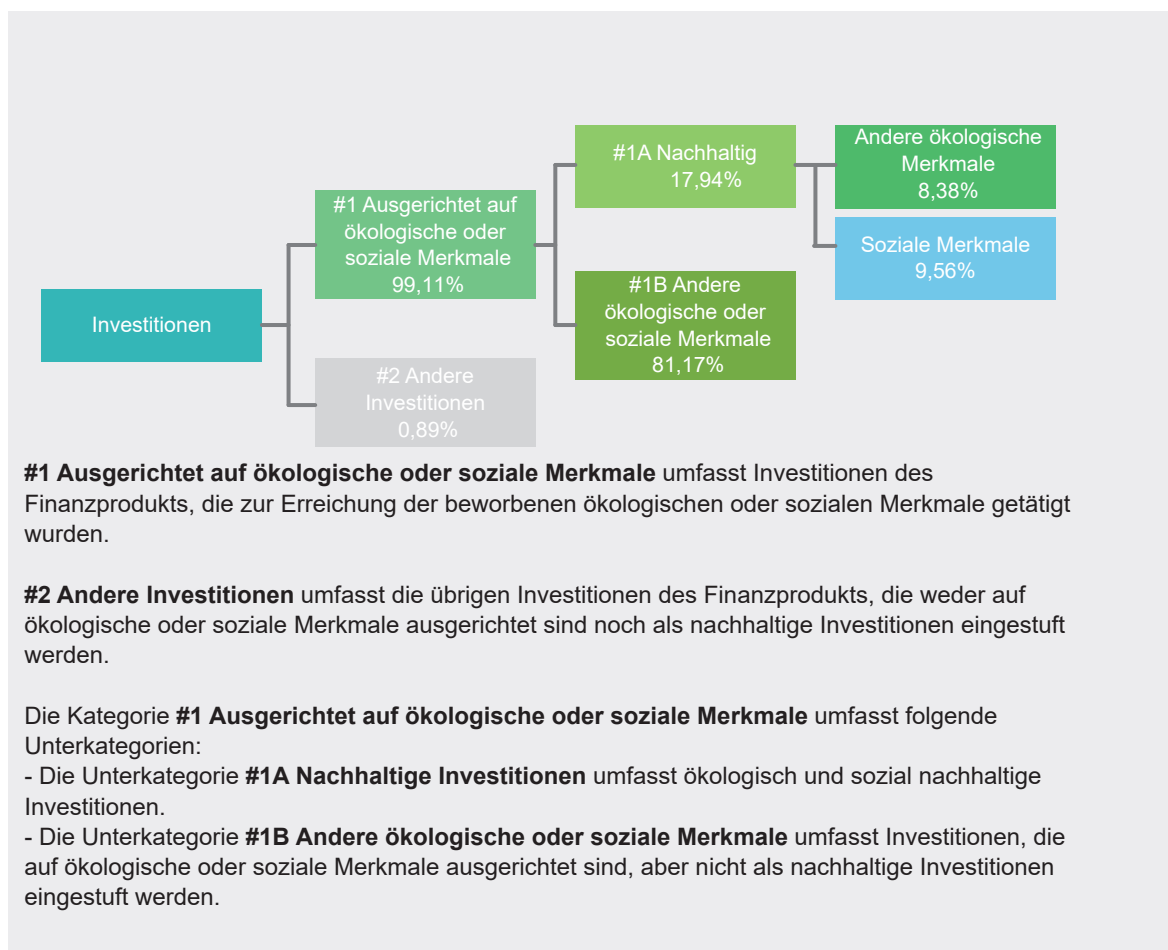 #1A Nachhaltig
17,94%
Andere ökologische
Merkmale
8,38%
#1 Ausgerichtet auf
ökologische oder
soziale Merkmale
99,11%
Soziale Merkmale
9,56%
Investitionen
#1B Andere
ökologische oder
soziale Merkmale
81,17%
#2 Andere
Investitionen
0,89%
#1 Ausgerichtet auf ökologische oder soziale Merkmale umfasst Investitionen des
Finanzprodukts, die zur Erreichung der beworbenen ökologischen oder sozialen Merkmale getätigt
wurden.
#2 Andere Investitionen umfasst die übrigen Investitionen des Finanzprodukts, die weder auf
ökologische oder soziale Merkmale ausgerichtet sind noch als nachhaltige Investitionen eingestuft
werden.
Die Kategorie #1 Ausgerichtet auf ökologische oder soziale Merkmale umfasst folgende
Unterkategorien:
- Die Unterkategorie #1A Nachhaltige Investitionen umfasst ökologisch und sozial nachhaltige
Investitionen.
- Die Unterkategorie #1B Andere ökologische oder soziale Merkmale umfasst Investitionen, die
auf ökologische oder soziale Merkmale ausgerichtet sind, aber nicht als nachhaltige Investitionen
eingestuft werden.